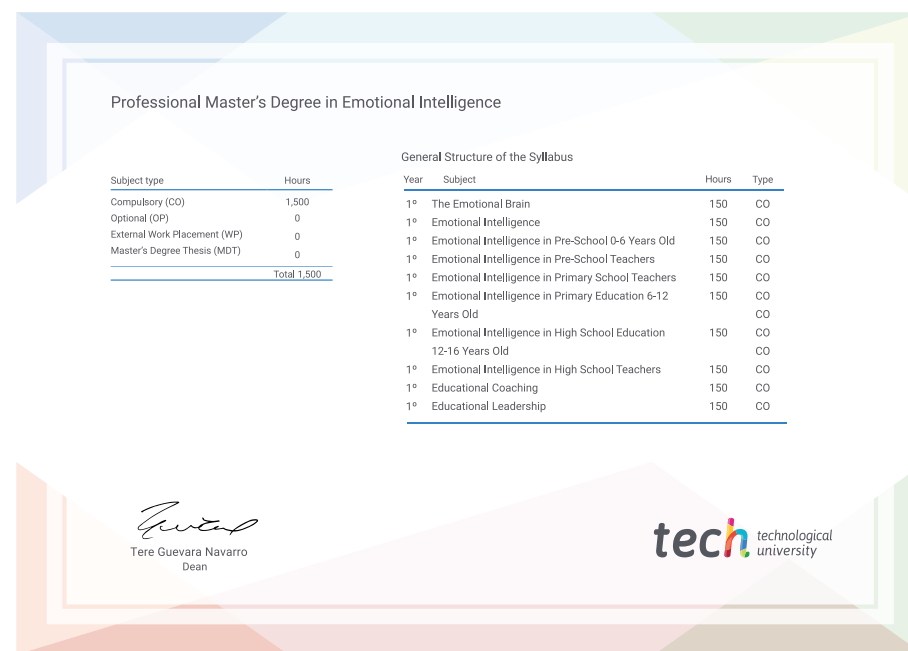 Professional Master's Degree in Emotional Intelligence
Subject type Hours
Compulsory (CO) 1,500
Optional (OP) 0
External Work Placement (WP) 0
Master's Degree Thesis (MDT) 0
Total 1,500
General Structure of the Syllabus
Year Subject Hours Type
1º The Emotional Brain 150 CO
1º Emotional Intelligence 150 CO
1º Emotional Intelligence in Pre-School 0-6 Years Old 150 CO
1º Emotional Intelligence in Pre-School Teachers 150 CO
1º Emotional Intelligence in Primary School Teachers 150 CO
1º Emotional Intelligence in Primary Education 6-12 150 CO
Years Old CO
1º Emotional Intelligence in High School Education 150 CO
12-16 Years Old CO
1º Emotional Intelligence in High School Teachers 150 CO
1º Educational Coaching 150 CO
1º Educational Leadership 150 CO
Tere Guevara Navarro
Dean
tech technological
university